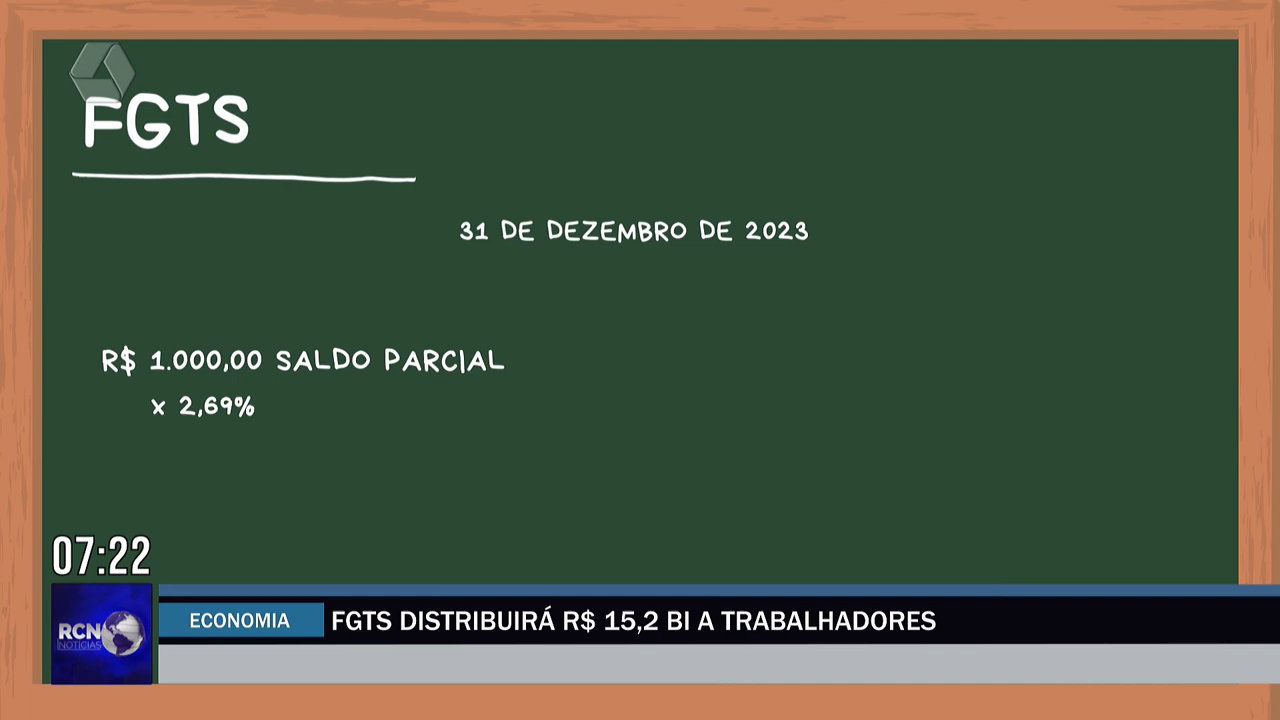 FGTS
31 DE DEZEMBRO DE 2023
R$ 1.000,00 SALDO PARCIAL
x 2,69%
07:22
RCN
NOTÍCIAS
ECONOMIA
FGTS DISTRIBUIRÁ R$ 15,2 BI A TRABALHADORES